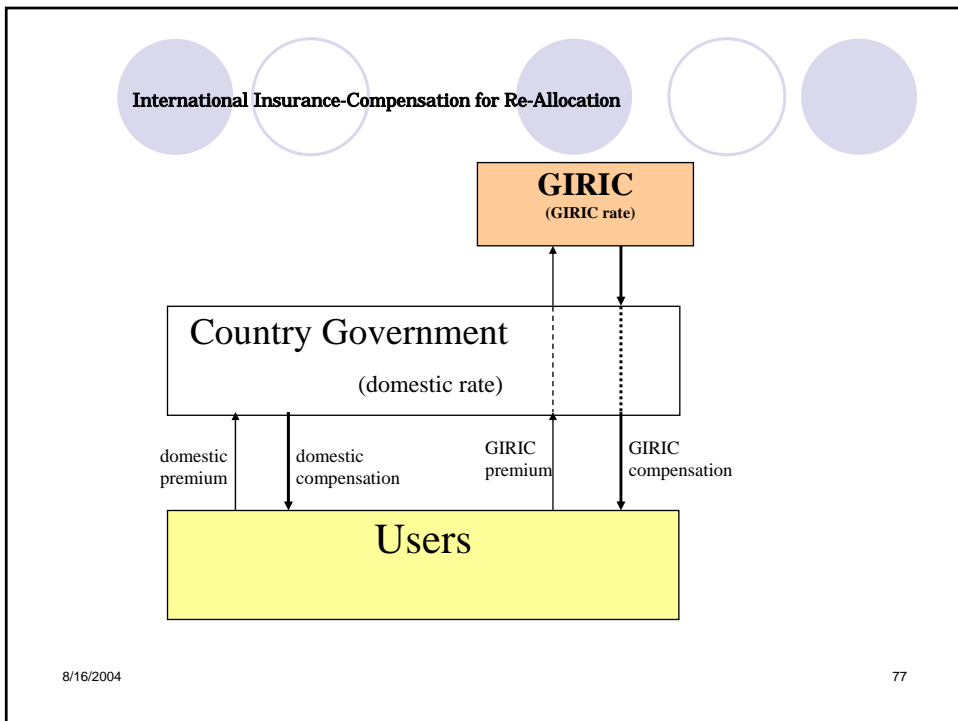 International Insurance-Compensation for Re-Allocation
GIRIC
(GIRIC rate)
Country Government
(domestic rate)
domestic
premium
domestic
compensation
GIRIC
premium
GIRIC
compensation
Users
8/16/2004
77